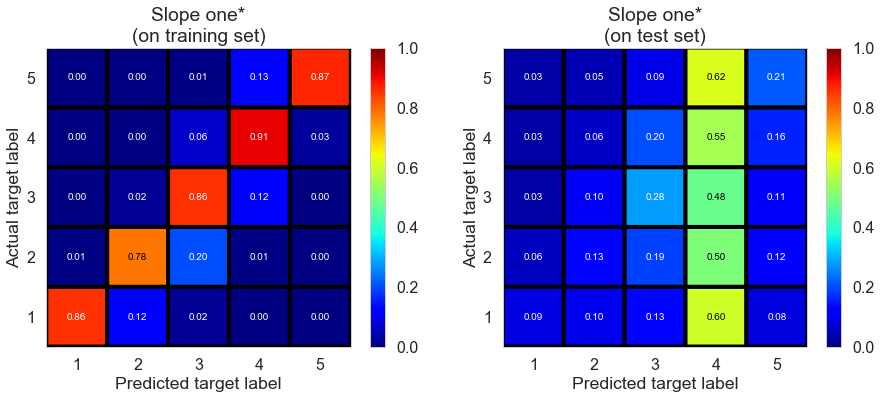 Slope one*
(on training set)
Actual target label
5
0.00 0.00 0.01 0.13 0.87
4
0.00 0.00 0.06 0.91 0.03
3
0.00 0.02 0.86 0.12 0.00
2
0.01 0.78 0.20 0.01 0.00
1
0.86 0.12 0.02 0.00 0.00
1 2 3 4 5
Predicted target label
1.0
0.8
0.6
0.4
0.2
0.0
Slope one*
(on test set)
Actual target label
5
0.03 0.05 0.09 0.62 0.21
4
0.03 0.06 0.20 0.55 0.16
3
0.03 0.10 0.28 0.48 0.11
2
0.06 0.13 0.19 0.50 0.12
1
0.09 0.10 0.13 0.60 0.08
1 2 3 4 5
Predicted target label
1.0
0.8
0.6
0.4
0.2
0.0